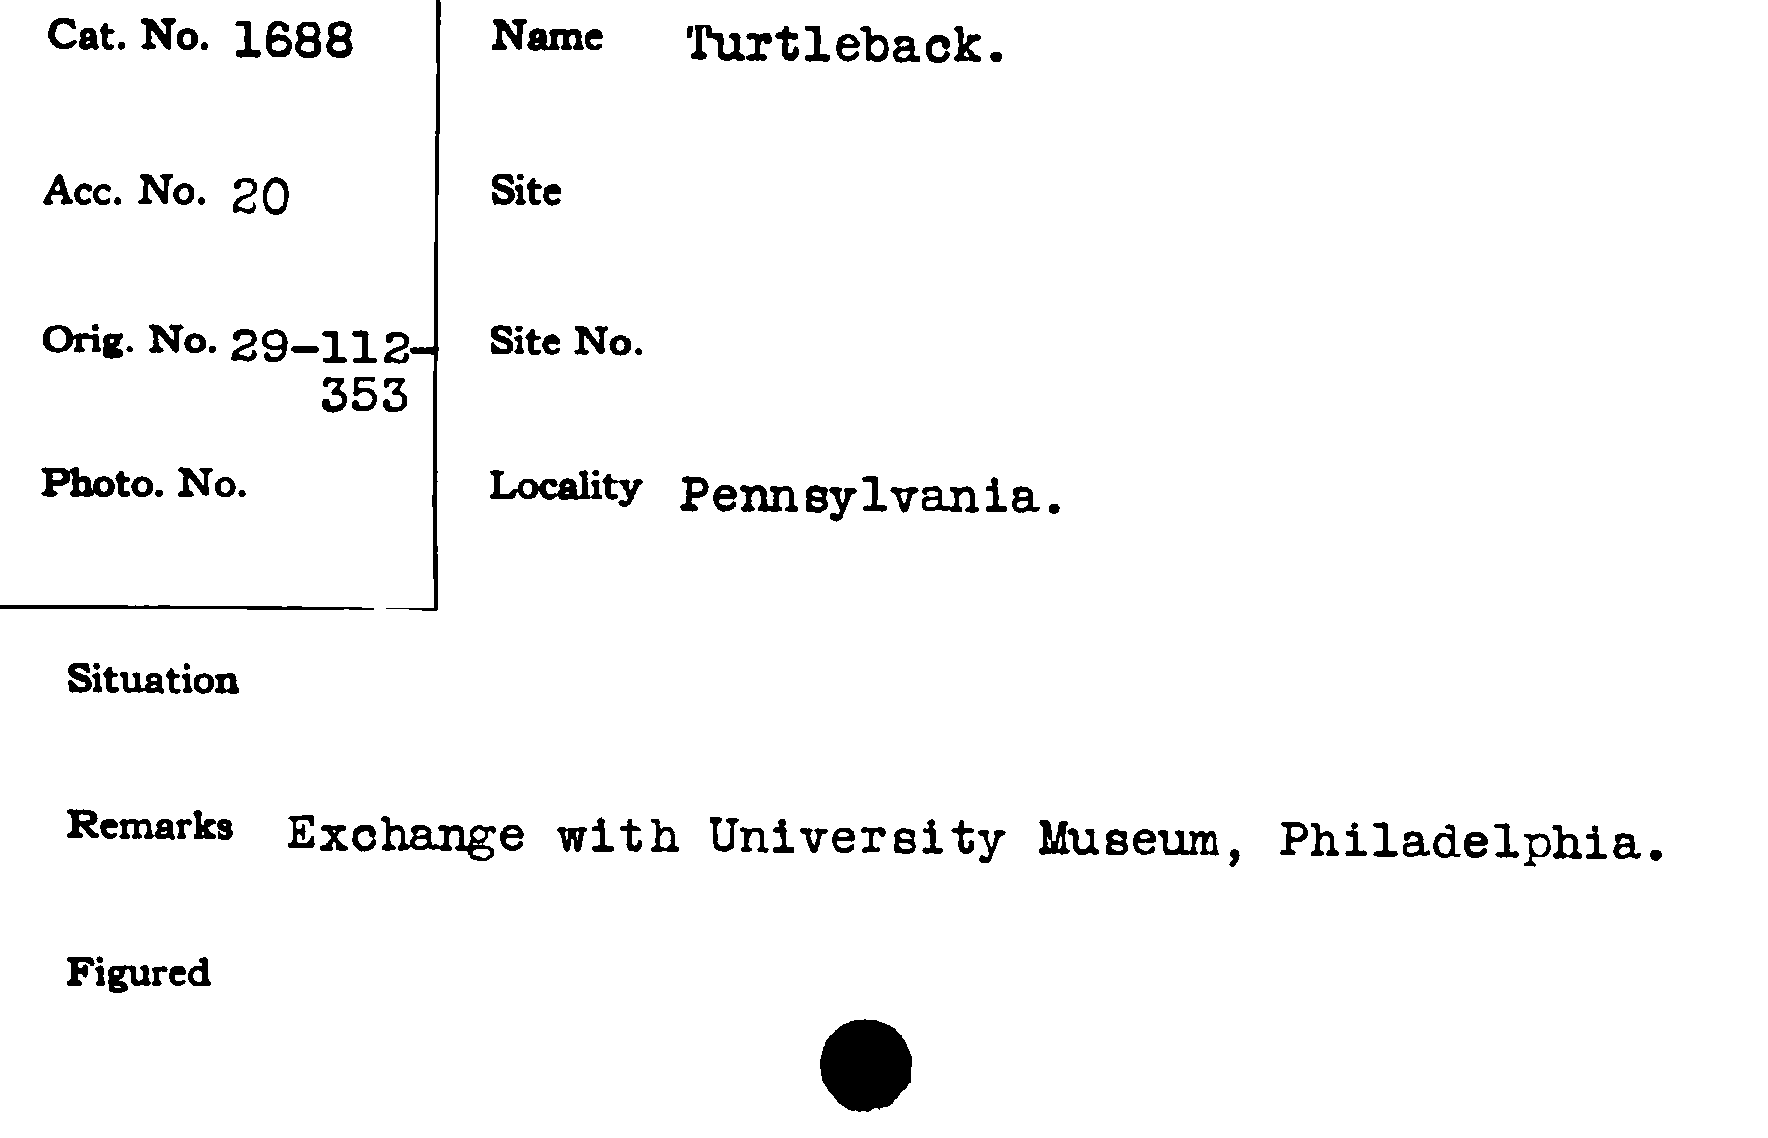 Cat. No. 1688
Name Turtleback.
Acc. No. 20
Site
Orig. No. 29-112-
353
Site No.
Photo. No.
Locality Pennsylvania.
Situation
Remarks Exchange with University Museum, Philadelphia.
Figured